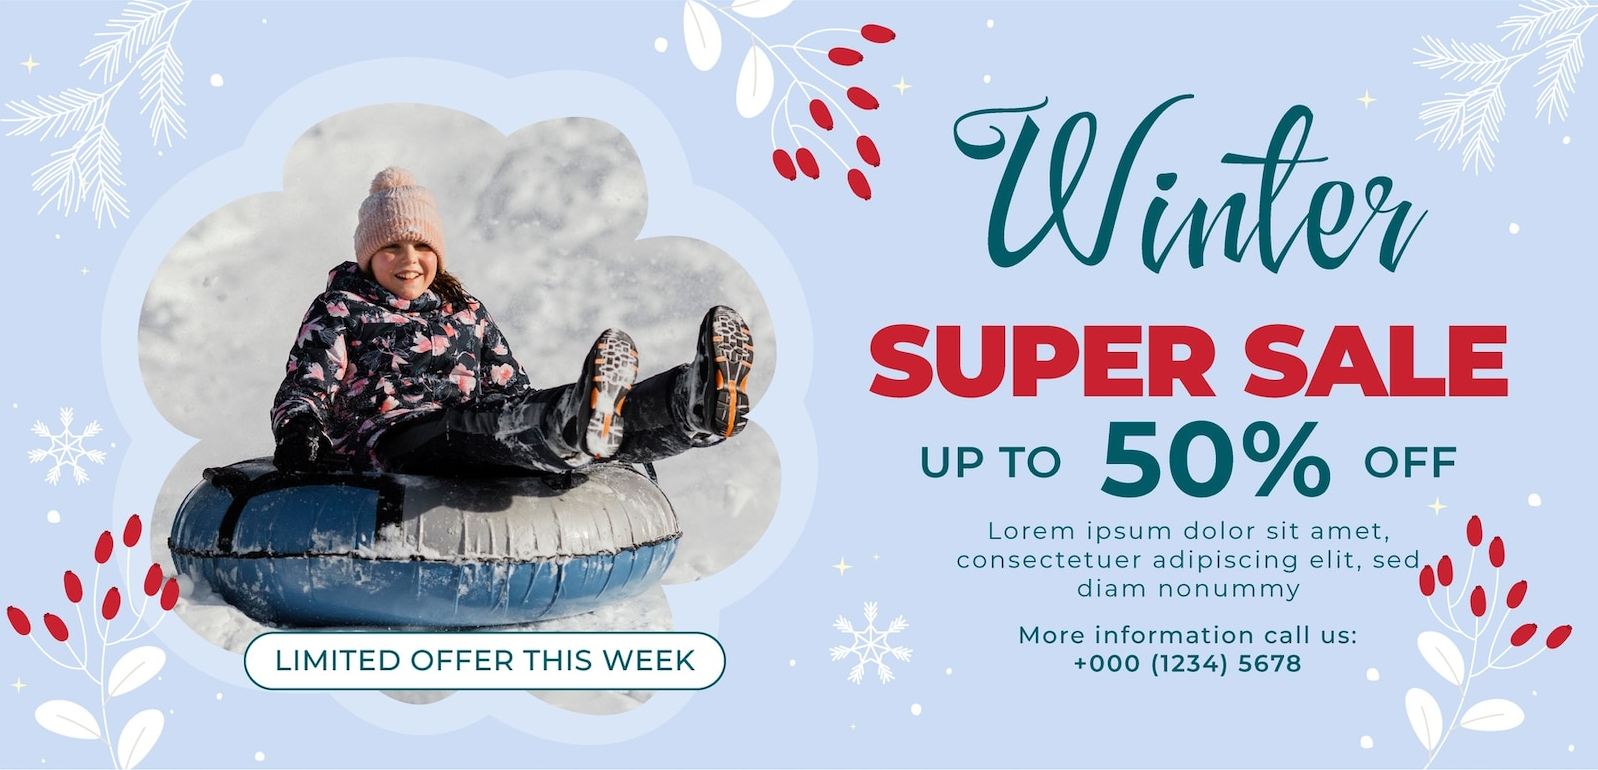 Winter
SUPER SALE
UP TO 50% OFF
Lorem ipsum dolor sit amet,
consectetuer adipiscing elit, sed
diam nonummy
More information call us:
+000 (1234) 5678
LIMITED OFFER THIS WEEK